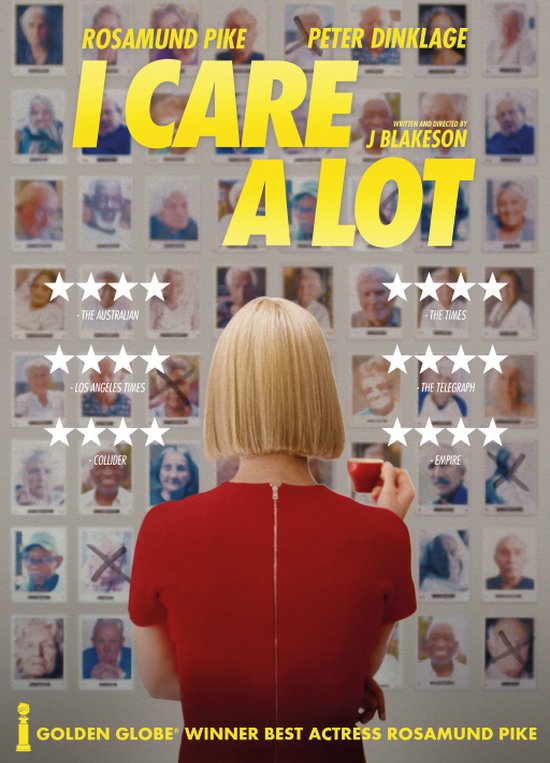 ROSAMUND PIKE
PETER DINKLAGE
I CARE
A LOT
WRITTEN AND DIRECTED BY
J BLAKESON
- THE AUSTRALIAN
- THE TIMES
- LOS ANGELES TIMES
- THE TELEGRAPH
- COLLIDER
- EMPIRE
GOLDEN GLOBE® WINNER BEST ACTRESS ROSAMUND PIKE